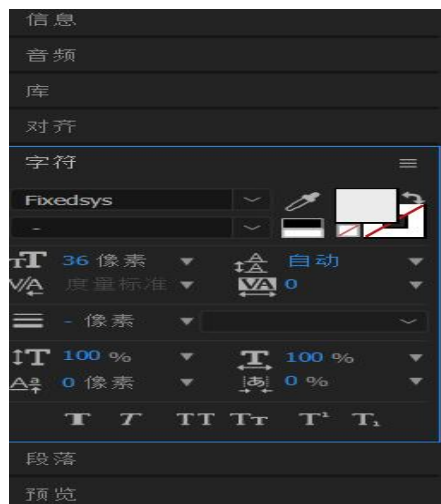 信息
音频
库
对齐
字符
Fixedsys
-
36 像素 自动
度量标准 0
- 像素
100 % 100 %
0 像素 0 %
T T TT Tт T¹ T₁
段落
预览